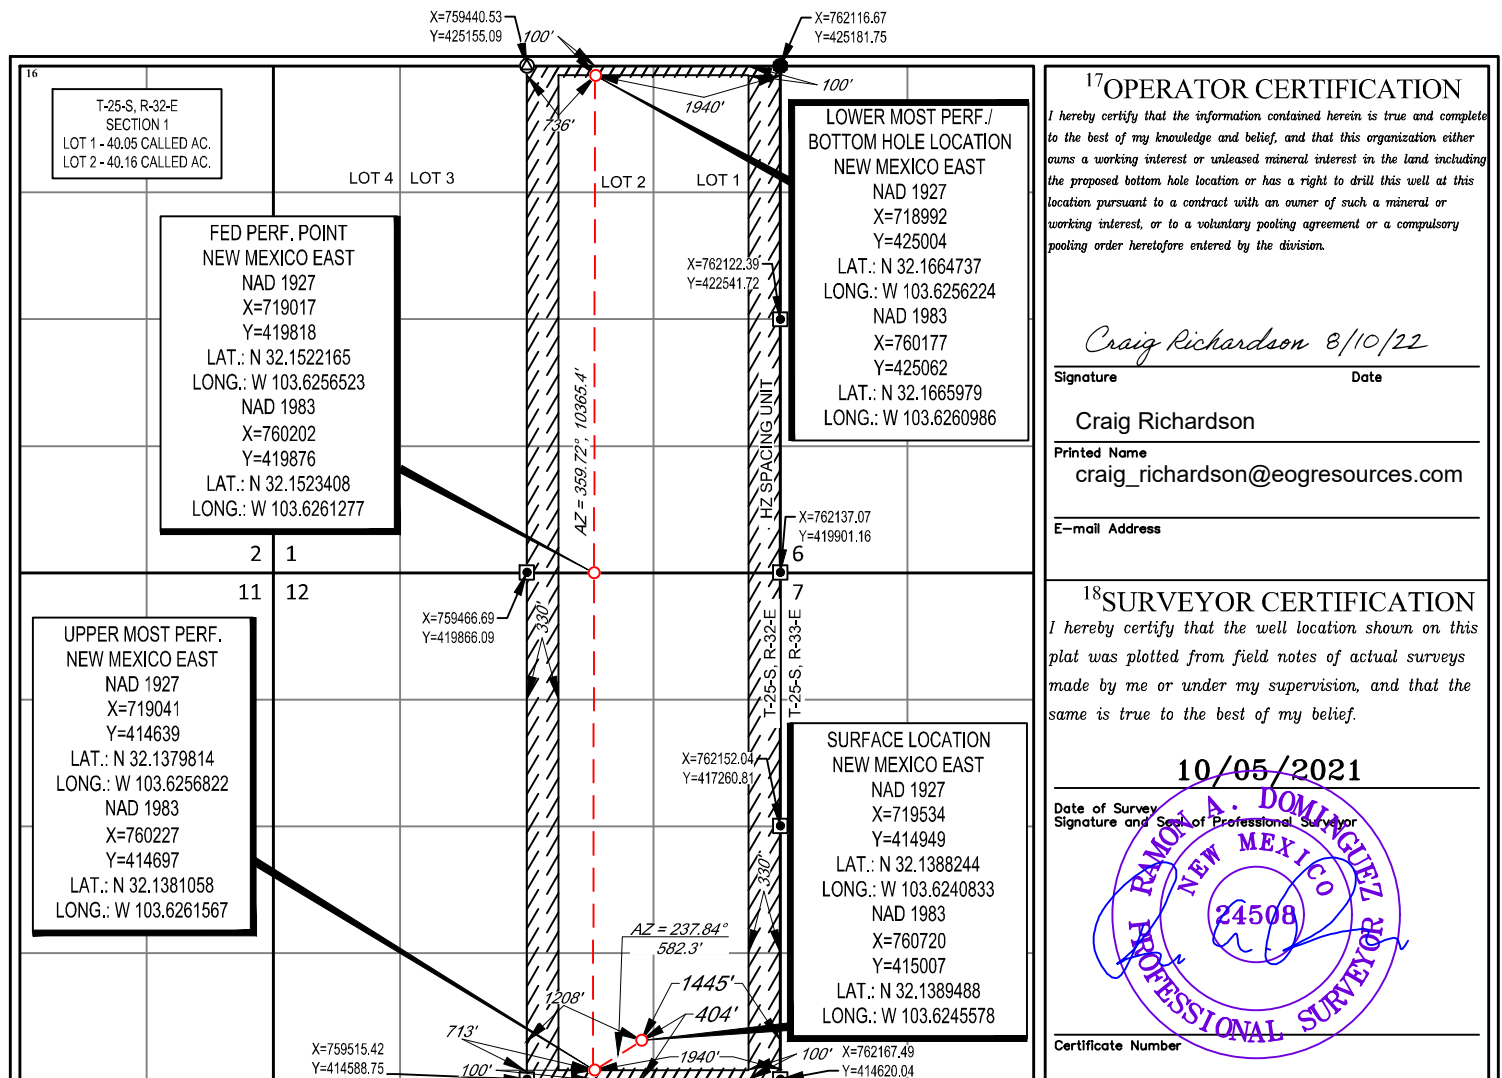 X=759440.53
Y=425155.09
100'
X=762116.67
Y=425181.75
16
T-25-S, R-32-E
SECTION 1
LOT 1 - 40.05 CALLED AC.
LOT 2 - 40.16 CALLED AC.
736'
1940'
100'
LOT 4
LOT 3
LOT 2
LOT 1
LOWER MOST PERF./
BOTTOM HOLE LOCATION
NEW MEXICO EAST
NAD 1927
X=718992
Y=425004
LAT.: N 32.1664737
LONG.: W 103.6256224
NAD 1983
X=760177
Y=425062
LAT.: N 32.1665979
LONG.: W 103.6260986
FED PERF. POINT
NEW MEXICO EAST
NAD 1927
X=719017
Y=419818
LAT.: N 32.1522165
LONG.: W 103.6256523
NAD 1983
X=760202
Y=419876
LAT.: N 32.1523408
LONG.: W 103.6261277
X=762122.39
Y=422541.72
AZ = 359.72°, 10365.4'
HZ SPACING UNIT
X=762137.07
Y=419901.16
2
1
6
11
12
7
X=759466.69
Y=419866.09
330'
T-25-S, R-32-E
T-25-S, R-33-E
UPPER MOST PERF.
NEW MEXICO EAST
NAD 1927
X=719041
Y=414639
LAT.: N 32.1379814
LONG.: W 103.6256822
NAD 1983
X=760227
Y=414697
LAT.: N 32.1381058
LONG.: W 103.6261567
X=762152.04
Y=417260.81
330'
SURFACE LOCATION
NEW MEXICO EAST
NAD 1927
X=719534
Y=414949
LAT.: N 32.1388244
LONG.: W 103.6240833
NAD 1983
X=760720
Y=415007
LAT.: N 32.1389488
LONG.: W 103.6245578
AZ = 237.84°
582.3'
1445'
1208'
404'
713'
1940'
100'
100'
X=759515.42
Y=414588.75
X=762167.49
Y=414620.04
17OPERATOR CERTIFICATION
I hereby certify that the information contained herein is true and complete
to the best of my knowledge and belief, and that this organization either
owns a working interest or unleased mineral interest in the land including
the proposed bottom hole location or has a right to drill this well at this
location pursuant to a contract with an owner of such a mineral or
working interest, or to a voluntary pooling agreement or a compulsory
pooling order heretofore entered by the division.
Craig Richardson 8/10/22
Signature Date
Craig Richardson
Printed Name
craig_richardson@eogresources.com
E-mail Address
18SURVEYOR CERTIFICATION
I hereby certify that the well location shown on this
plat was plotted from field notes of actual surveys
made by me or under my supervision, and that the
same is true to the best of my belief.
10/05/2021
Date of Survey
Signature and Seal of Professional Surveyor
RAMON A. DOMINGUEZ
NEW MEXICO
24508
PROFESSIONAL SURVEYOR
Certificate Number